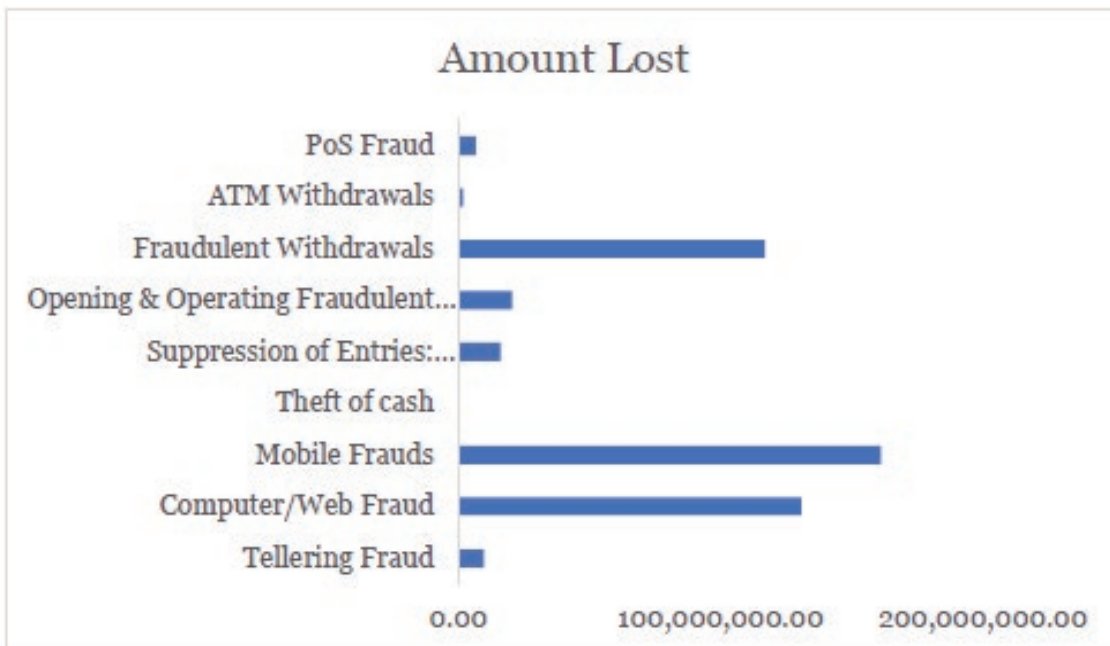 Amount Lost
PoS Fraud
ATM Withdrawals
Fraudulent Withdrawals
Opening & Operating Fraudulent...
Suppression of Entries:...
Theft of cash
Mobile Frauds
Computer/Web Fraud
Tellering Fraud
0.00 100,000,000.00 200,000,000.00